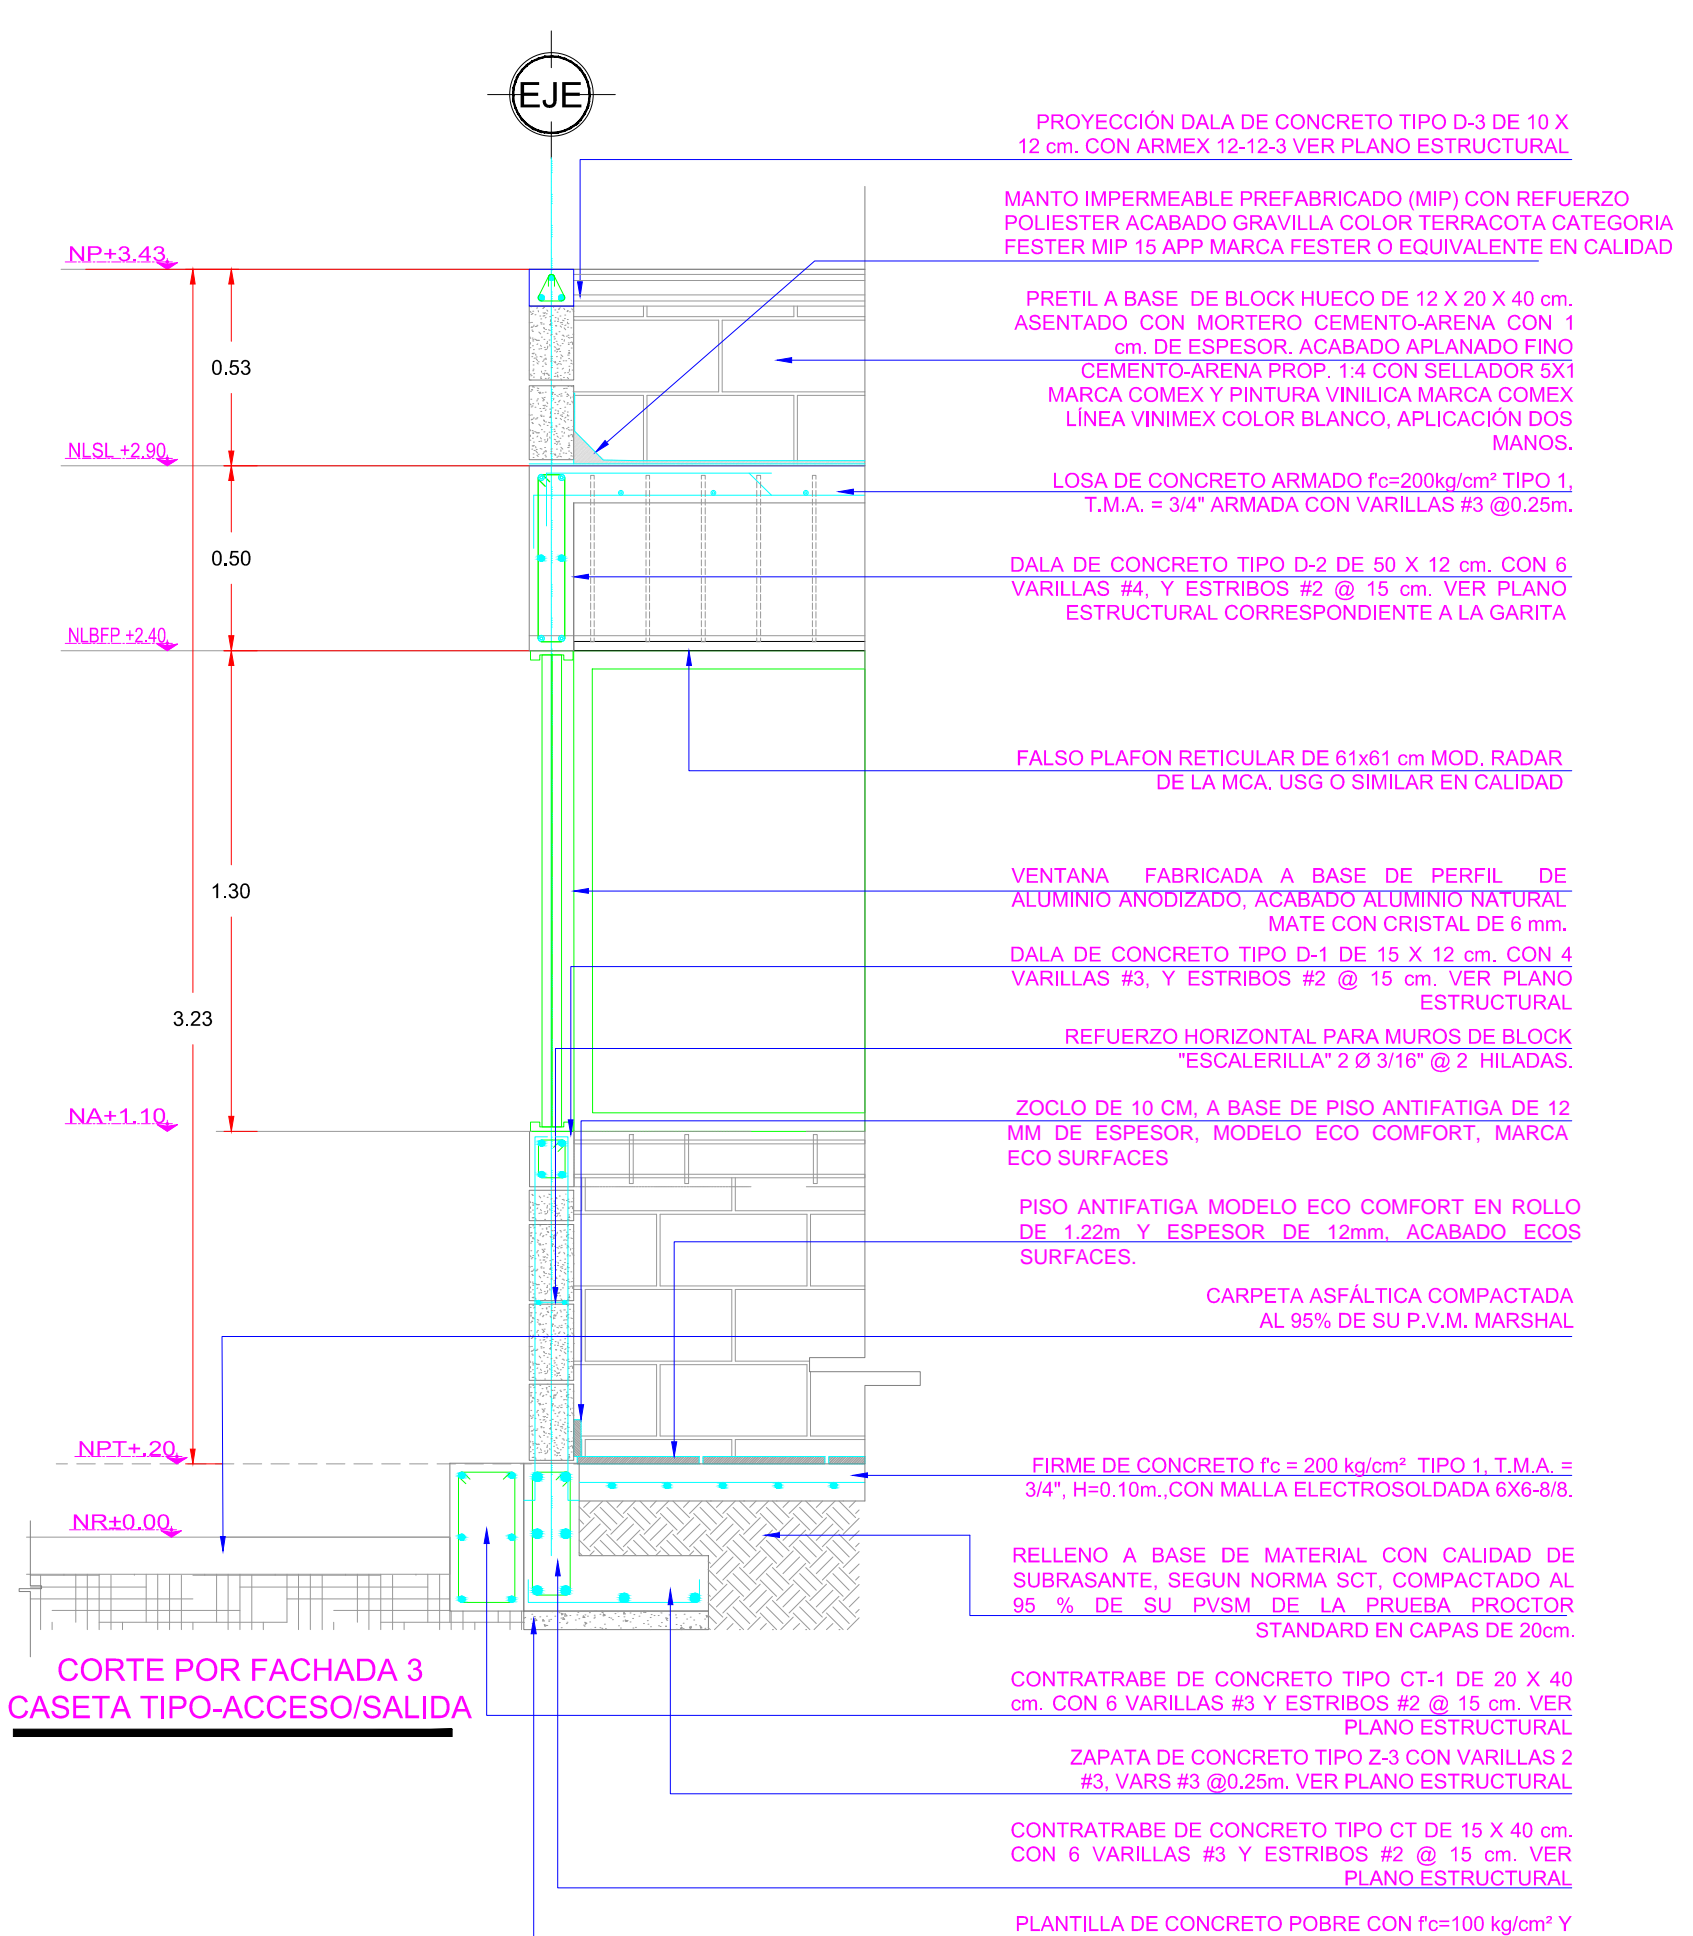 EJE
PROYECCIÓN DALA DE CONCRETO TIPO D-3 DE 10 X
12 cm. CON ARMEX 12-12-3 VER PLANO ESTRUCTURAL
MANTO IMPERMEABLE PREFABRICADO (MIP) CON REFUERZO
POLIESTER ACABADO GRAVILLA COLOR TERRACOTA CATEGORIA
FESTER MIP 15 APP MARCA FESTER O EQUIVALENTE EN CALIDAD
PRETIL A BASE DE BLOCK HUECO DE 12 X 20 X 40 cm.
ASENTADO CON MORTERO CEMENTO-ARENA CON 1
cm. DE ESPESOR. ACABADO APLANADO FINO
CEMENTO-ARENA PROP. 1:4 CON SELLADOR 5X1
MARCA COMEX Y PINTURA VINILICA MARCA COMEX
LÍNEA VINIMEX COLOR BLANCO, APLICACIÓN DOS
MANOS.
LOSA DE CONCRETO ARMADO f'c=200kg/cm² TIPO 1,
T.M.A. = 3/4" ARMADA CON VARILLAS #3 @0.25m.
DALA DE CONCRETO TIPO D-2 DE 50 X 12 cm. CON 6
VARILLAS #4, Y ESTRIBOS #2 @ 15 cm. VER PLANO
ESTRUCTURAL CORRESPONDIENTE A LA GARITA
FALSO PLAFON RETICULAR DE 61x61 cm MOD. RADAR
DE LA MCA. USG O SIMILAR EN CALIDAD
VENTANA FABRICADA A BASE DE PERFIL DE
ALUMINIO ANODIZADO, ACABADO ALUMINIO NATURAL
MATE CON CRISTAL DE 6 mm.
DALA DE CONCRETO TIPO D-1 DE 15 X 12 cm. CON 4
VARILLAS #3, Y ESTRIBOS #2 @ 15 cm. VER PLANO
ESTRUCTURAL
REFUERZO HORIZONTAL PARA MUROS DE BLOCK
"ESCALERILLA" 2 Ø 3/16" @ 2 HILADAS.
ZOCLO DE 10 CM, A BASE DE PISO ANTIFATIGA DE 12
MM DE ESPESOR, MODELO ECO COMFORT, MARCA
ECO SURFACES
PISO ANTIFATIGA MODELO ECO COMFORT EN ROLLO
DE 1.22m Y ESPESOR DE 12mm, ACABADO ECOS
SURFACES.
CARPETA ASFÁLTICA COMPACTADA
AL 95% DE SU P.V.M. MARSHAL
FIRME DE CONCRETO f'c = 200 kg/cm² TIPO 1, T.M.A. =
3/4", H=0.10m.,CON MALLA ELECTROSOLDADA 6X6-8/8.
RELLENO A BASE DE MATERIAL CON CALIDAD DE
SUBRASANTE, SEGUN NORMA SCT, COMPACTADO AL
95 % DE SU PVSM DE LA PRUEBA PROCTOR
STANDARD EN CAPAS DE 20cm.
CONTRATRABE DE CONCRETO TIPO CT-1 DE 20 X 40
cm. CON 6 VARILLAS #3 Y ESTRIBOS #2 @ 15 cm. VER
PLANO ESTRUCTURAL
ZAPATA DE CONCRETO TIPO Z-3 CON VARILLAS 2
#3, VARS #3 @0.25m. VER PLANO ESTRUCTURAL
CONTRATRABE DE CONCRETO TIPO CT DE 15 X 40 cm.
CON 6 VARILLAS #3 Y ESTRIBOS #2 @ 15 cm. VER
PLANO ESTRUCTURAL
PLANTILLA DE CONCRETO POBRE CON f'c=100 kg/cm² Y
NP+3.43
0.53
NLSL +2.90
0.50
NLBFP +2.40
1.30
3.23
NA+1.10
NPT+.20
NR±0.00
CORTE POR FACHADA 3
CASETA TIPO-ACCESO/SALIDA